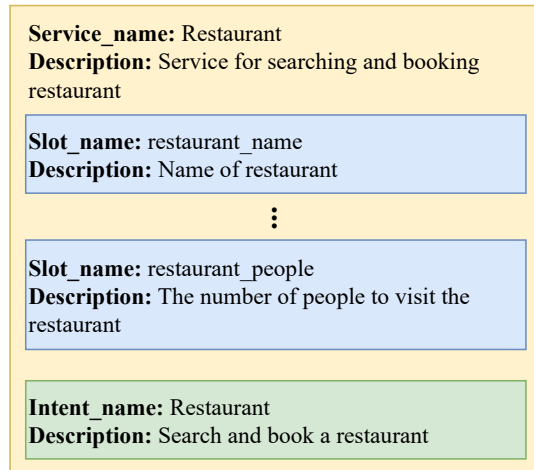 Service_name: Restaurant
Description: Service for searching and booking
restaurant
Slot_name: restaurant_name
Description: Name of restaurant
Slot_name: restaurant_people
Description: The number of people to visit the
restaurant
Intent_name: Restaurant
Description: Search and book a restaurant